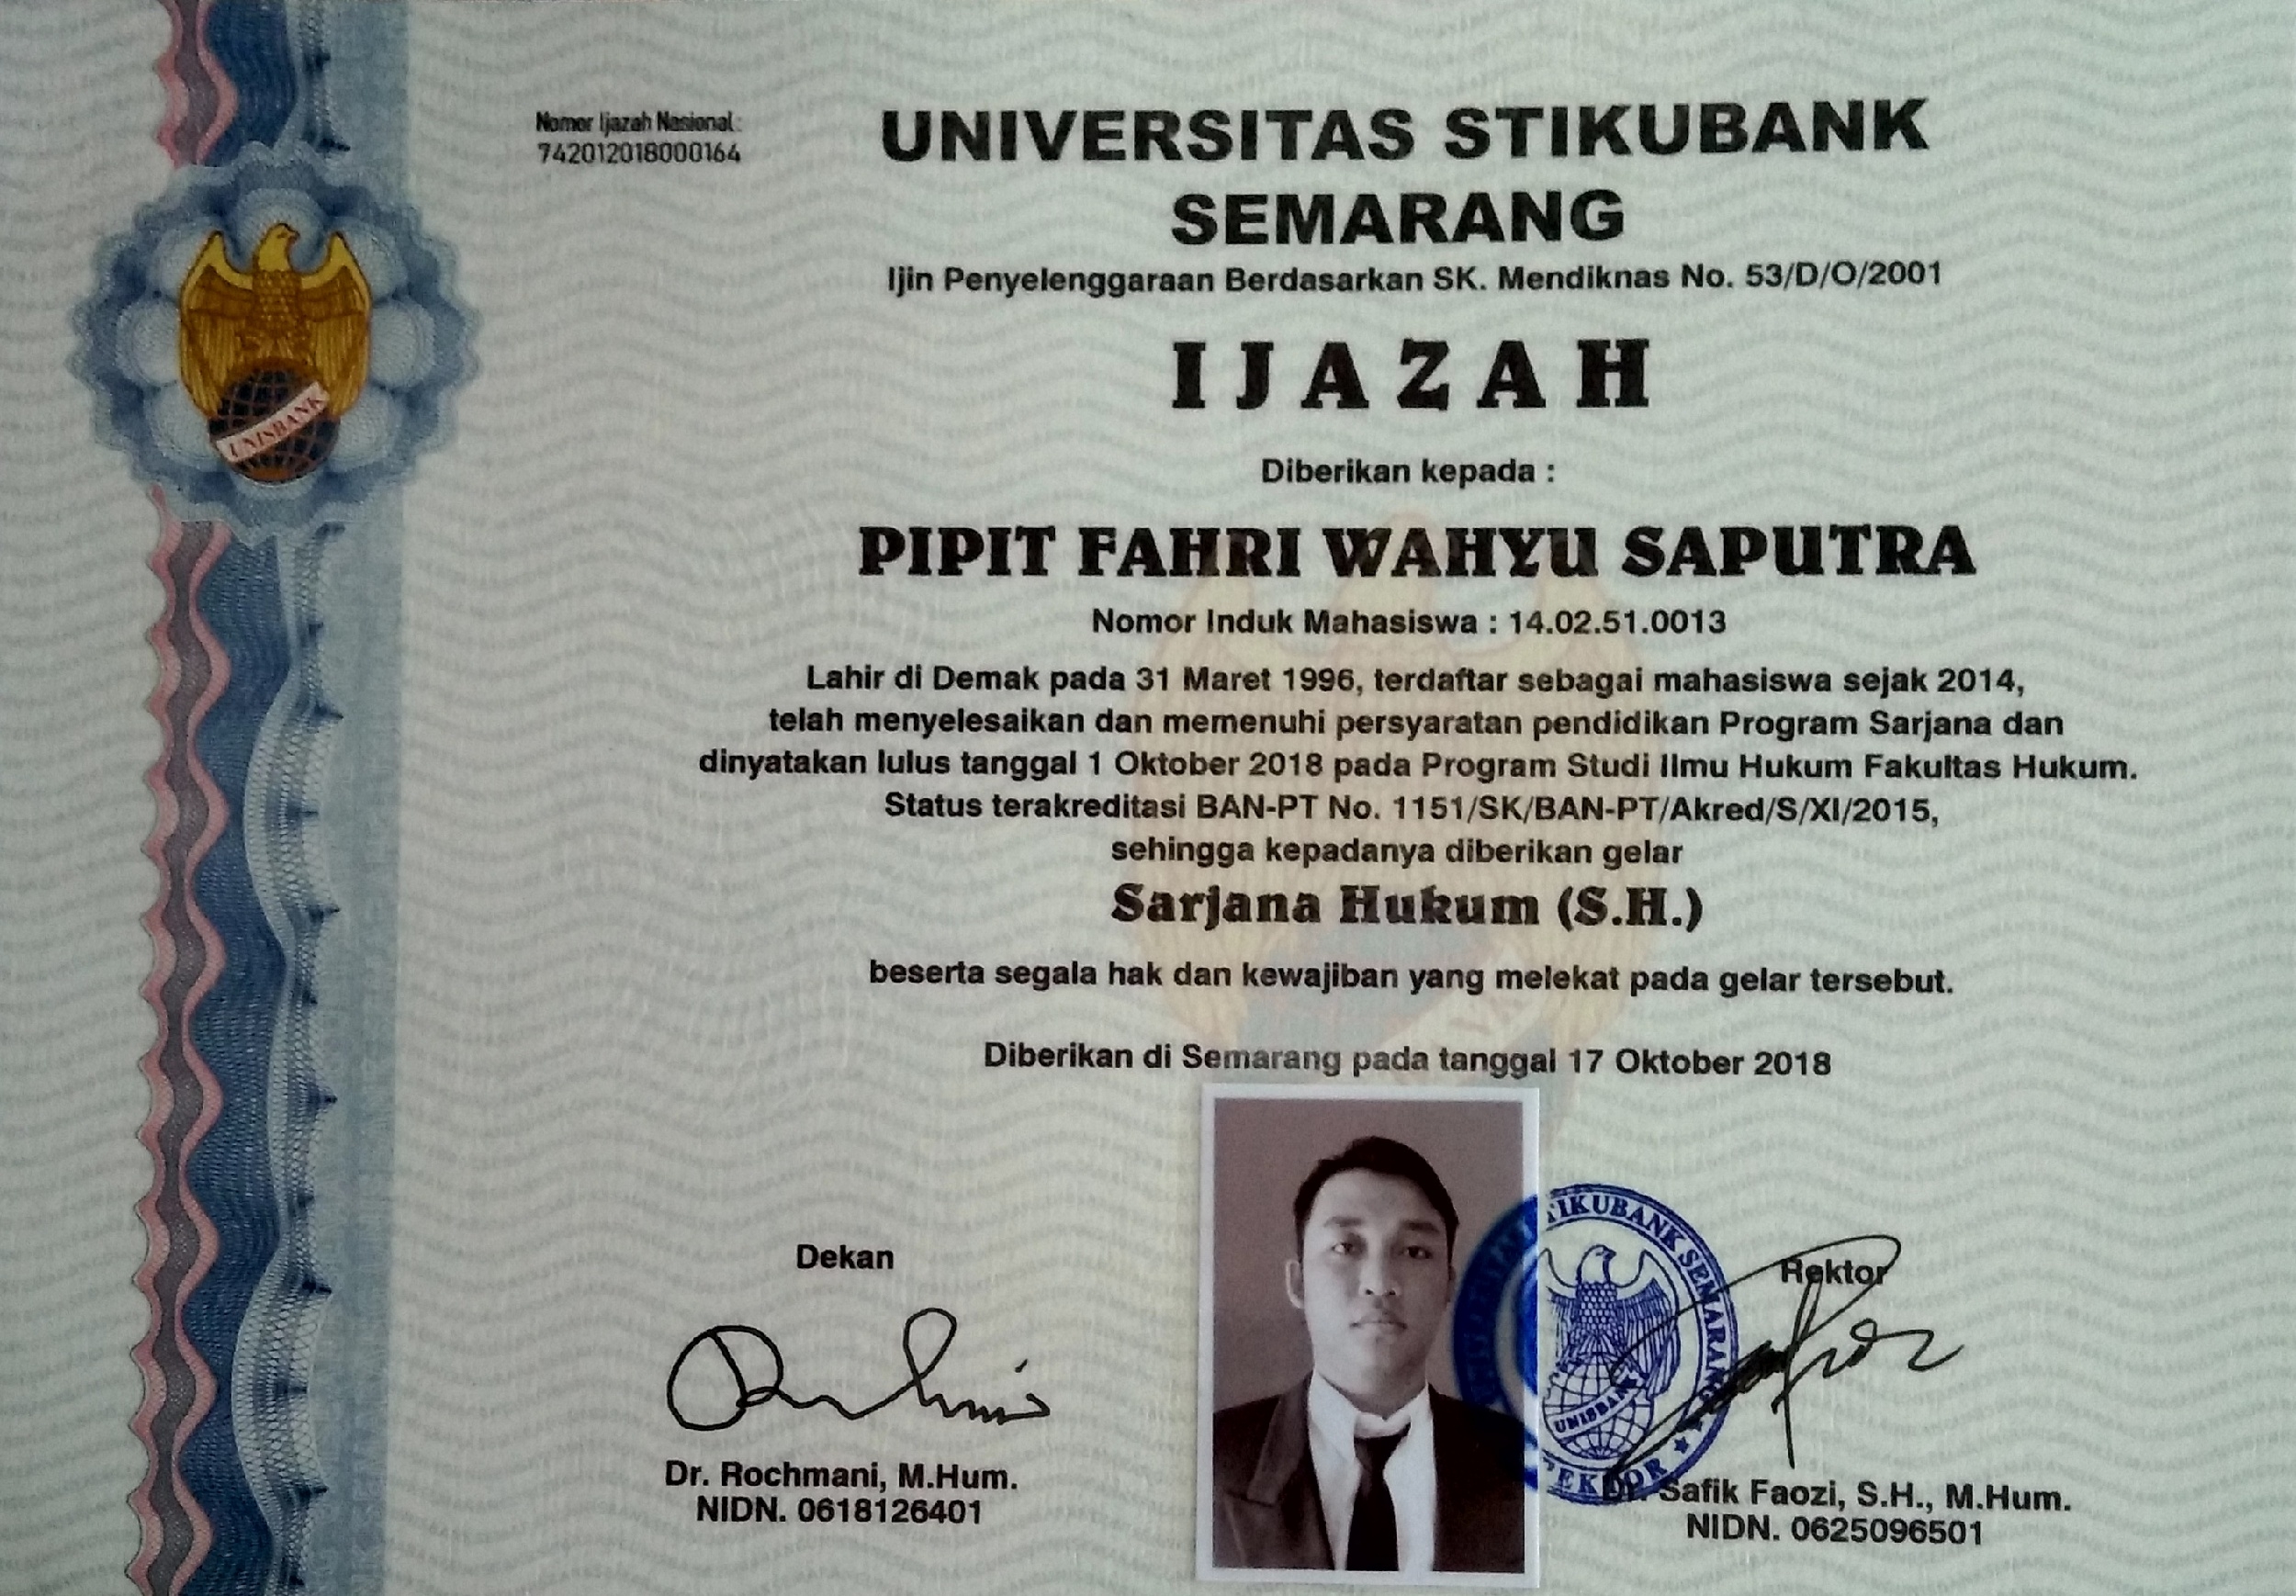 Nomor Ijazah Nasional:
742012018000164
UNIVERSITAS STIKUBANK
SEMARANG
Ijin Penyelenggaraan Berdasarkan SK. Mendiknas No. 53/D/O/2001
IJAZAH
Diberikan kepada :
PIPIT FAHRI WAHYU SAPUTRA
Nomor Induk Mahasiswa : 14.02.51.0013
Lahir di Demak pada 31 Maret 1996, terdaftar sebagai mahasiswa sejak 2014,
telah menyelesaikan dan memenuhi persyaratan pendidikan Program Sarjana dan
dinyatakan lulus tanggal 1 Oktober 2018 pada Program Studi Ilmu Hukum Fakultas Hukum.
Status terakreditasi BAN-PT No. 1151/SK/BAN-PT/Akred/S/XI/2015,
sehingga kepadanya diberikan gelar
Sarjana Hukum (S.H.)
beserta segala hak dan kewajiban yang melekat pada gelar tersebut.
Diberikan di Semarang pada tanggal 17 Oktober 2018
Dekan
Dr. Rochmani, M.Hum.
NIDN. 0618126401
Rektor
Dr. Safik Faozi, S.H., M.Hum.
NIDN. 0625096501
UNISBANK
STIKUBANK SEMARANG
UNISBANK
REKTOR